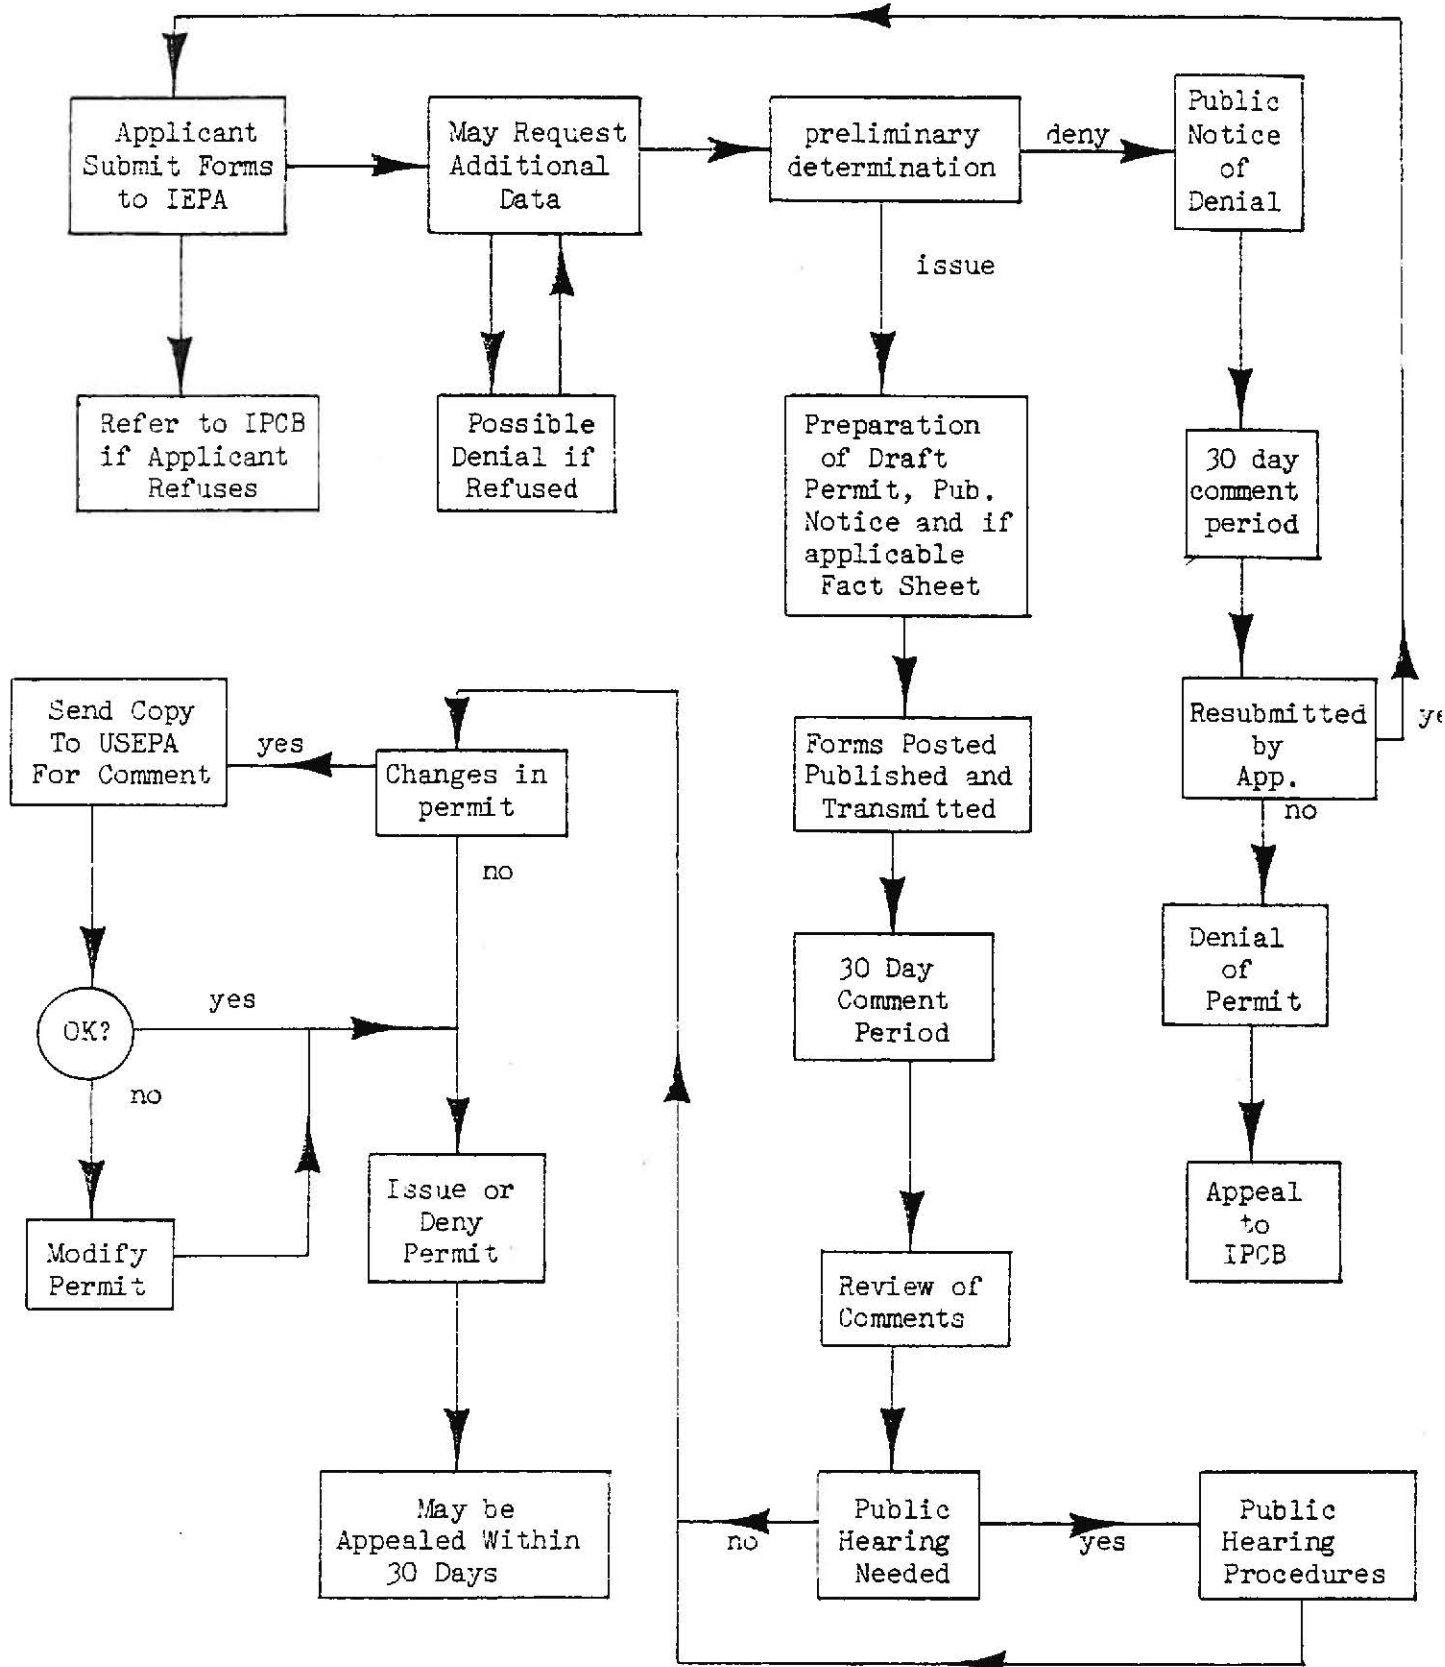 Applicant
Submit Forms
to IEPA
May Request
Additional
Data
preliminary
determination
deny
Public
Notice
of
Denial
issue
Refer to IPCB
if Applicant
Refuses
Possible
Denial if
Refused
Preparation
of Draft
Permit, Pub.
Notice and if
applicable
Fact Sheet
30 day
comment
period
Send Copy
To USEPA
For Comment
yes
Changes in
permit
no
Forms Posted
Published and
Transmitted
Resubmitted
by
App.
ye
no
30 Day
Comment
Period
Denial
of
Permit
OK?
yes
no
Modify
Permit
Issue or
Deny
Permit
Appeal
to
IPCB
Review of
Comments
May be
Appealed Within
30 Days
no
Public
Hearing
Needed
yes
Public
Hearing
Procedures